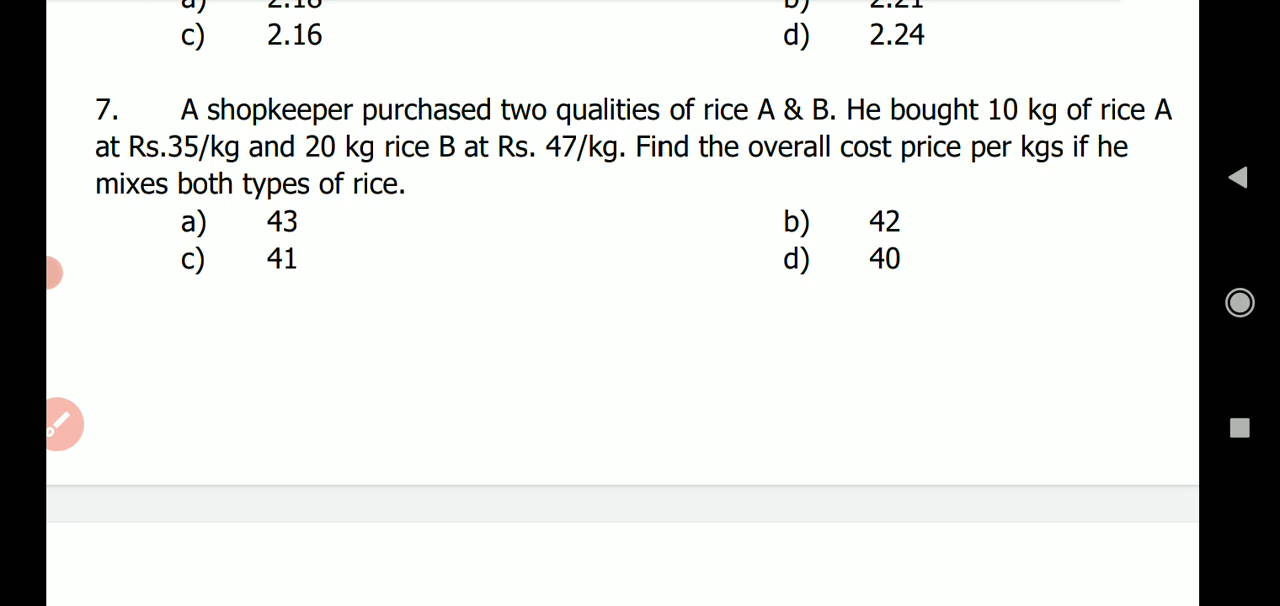 c) 2.16 d) 2.24
7. A shopkeeper purchased two qualities of rice A & B. He bought 10 kg of rice A
at Rs.35/kg and 20 kg rice B at Rs. 47/kg. Find the overall cost price per kgs if he
mixes both types of rice.
a) 43 b) 42
c) 41 d) 40